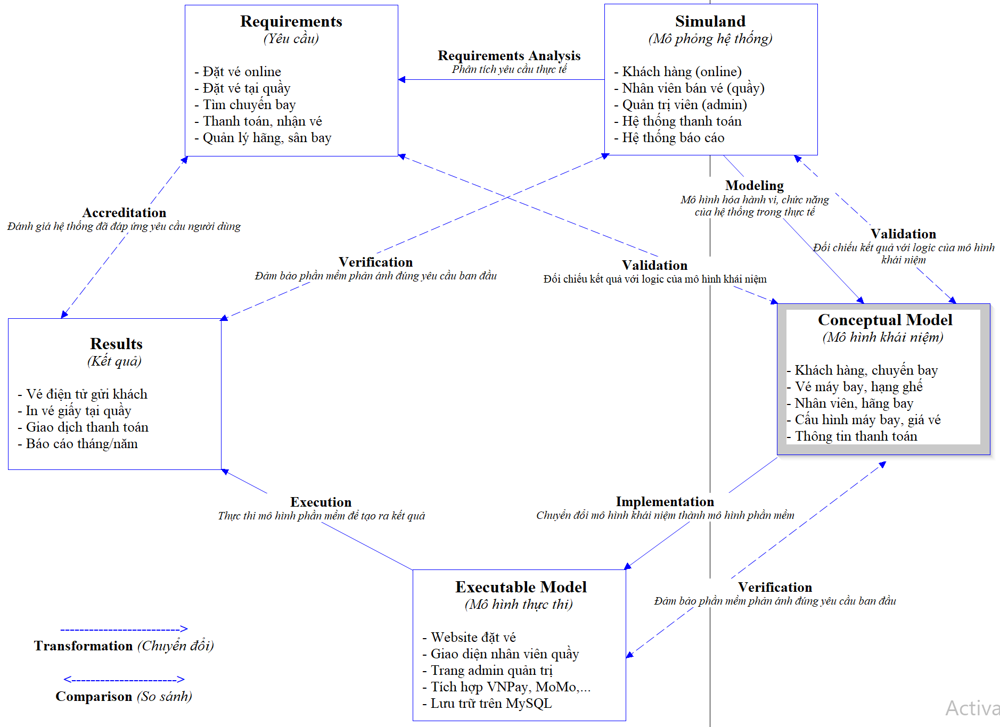 Requirements
(Yêu cầu)
- Đặt vé online
- Đặt vé tại quầy
- Tìm chuyến bay
- Thanh toán, nhận vé
- Quản lý hãng, sân bay
Requirements Analysis
Phân tích yêu cầu thực tế
Simuland
(Mô phỏng hệ thống)
- Khách hàng (online)
- Nhân viên bán vé (quầy)
- Quản trị viên (admin)
- Hệ thống thanh toán
- Hệ thống báo cáo
Modeling
Mô hình hóa hành vi, chức năng
của hệ thống trong thực tế
Accreditation
Đánh giá hệ thống đã đáp ứng yêu cầu người dùng
Validation
Đối chiếu kết quả với logic của mô hình
khái niệm
Verification
Đảm bảo phần mềm phản ánh đúng yêu cầu ban đầu
Validation
Đối chiếu kết quả với logic của mô hình khái niệm
Results
(Kết quả)
- Vé điện tử gửi khách
- In vé giấy tại quầy
- Giao dịch thanh toán
- Báo cáo tháng/năm
Conceptual Model
(Mô hình khái niệm)
- Khách hàng, chuyến bay
- Vé máy bay, hạng ghế
- Nhân viên, hãng bay
- Cấu hình máy bay, giá vé
- Thông tin thanh toán
Execution
Thực thi mô hình phần mềm để tạo ra kết quả
Implementation
Chuyển đổi mô hình khái niệm thành mô hình phần mềm
Executable Model
(Mô hình thực thi)
- Website đặt vé
- Giao diện nhân viên quầy
- Trang admin quản trị
- Tích hợp VNPay, MoMo,...
- Lưu trữ trên MySQL
Verification
Đảm bảo phần mềm phản ánh đúng yêu cầu ban đầu
------------------------->
Transformation (Chuyển đổi)
<---------------------->
Comparison (So sánh)
Activa